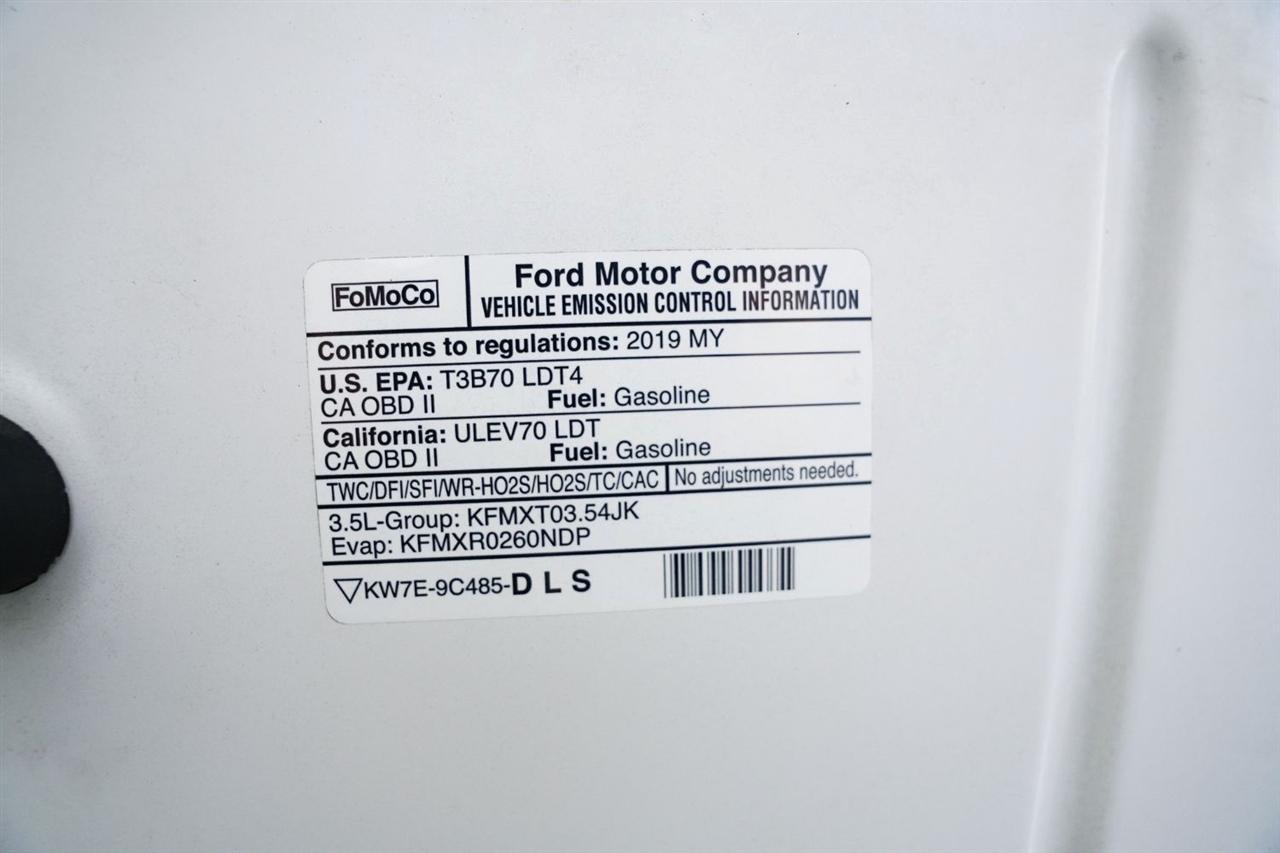 FoMoCo
Ford Motor Company
VEHICLE EMISSION CONTROL INFORMATION
Conforms to regulations: 2019 MY
U.S. EPA: T3B70 LDT4
CA OBD II Fuel: Gasoline
California: ULEV70 LDT
CA OBD II Fuel: Gasoline
TWC/DFI/SFI/WR-HO2S/HO2S/TC/CAC No adjustments needed.
3.5L-Group: KFMXT03.54JK
Evap: KFMXR0260NDP
KW7E-9C485-D L S